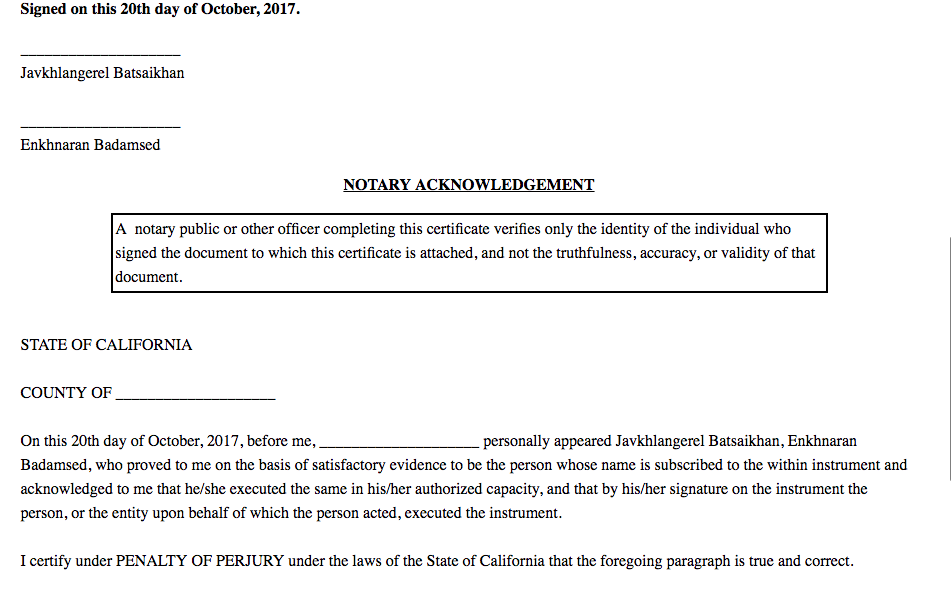 Signed on this 20th day of October, 2017.
____________________
Javkhlangerel Batsaikhan
____________________
Enkhnaran Badamsed
NOTARY ACKNOWLEDGEMENT
A  notary public or other officer completing this certificate verifies only the identity of the individual who
signed the document to which this certificate is attached, and not the truthfulness, accuracy, or validity of that
document.
STATE OF CALIFORNIA
COUNTY OF ____________________
On this 20th day of October, 2017, before me, ____________________ personally appeared Javkhlangerel Batsaikhan, Enkhnaran
Badamsed, who proved to me on the basis of satisfactory evidence to be the person whose name is subscribed to the within instrument and
acknowledged to me that he/she executed the same in his/her authorized capacity, and that by his/her signature on the instrument the
person, or the entity upon behalf of which the person acted, executed the instrument.
I certify under PENALTY OF PERJURY under the laws of the State of California that the foregoing paragraph is true and correct.